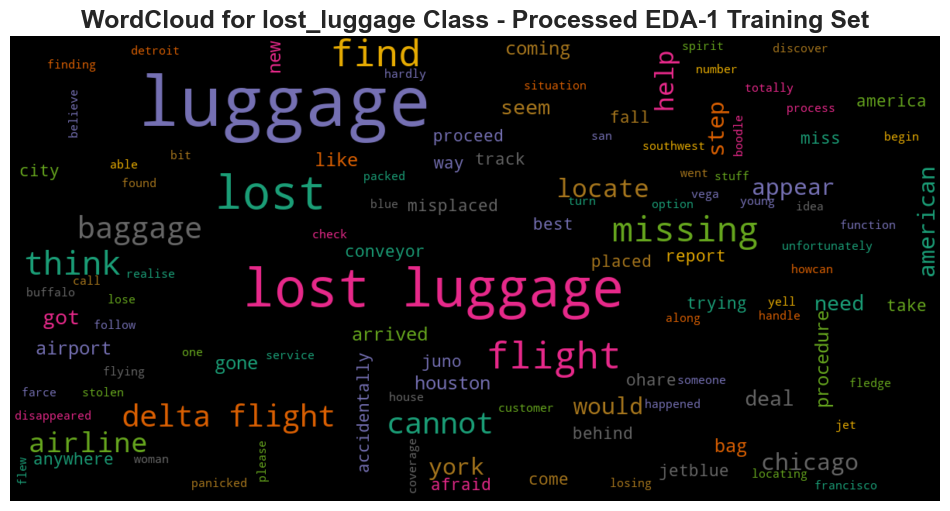 WordCloud for lost_luggage Class - Processed EDA-1 Training Set
detroit
new
find
coming
spirit
discover
finding
hardly
help
number
believe
luggage
situation
totally
seem
step
process
america
fall
boodle
proceed
miss
begin
bit
like
way
track
san
southwest
able
city
packed
went
stuff
found
lost
locate
appear
blue
misplaced
turn
option
vega
young
idea
american
baggage
check
best
missing
function
conveyor
unfortunately
think
realise
placed
report
howcan
call
buffalo
lose
lost luggage
trying
yell
need
take
got
follow
along
handle
procedure
arrived
airport
one
gone
service
juno
flight
flying
houston
ohare
someone
fledge
farce
stolen
accidentally
house
deal
disappeared
delta flight
cannot
customer
would
happened
airline
behind
bag
jet
anywhere
woman
please
coverage
york
chicago
flew
panicked
afraid
come
losing
jetblue
locating
francisco